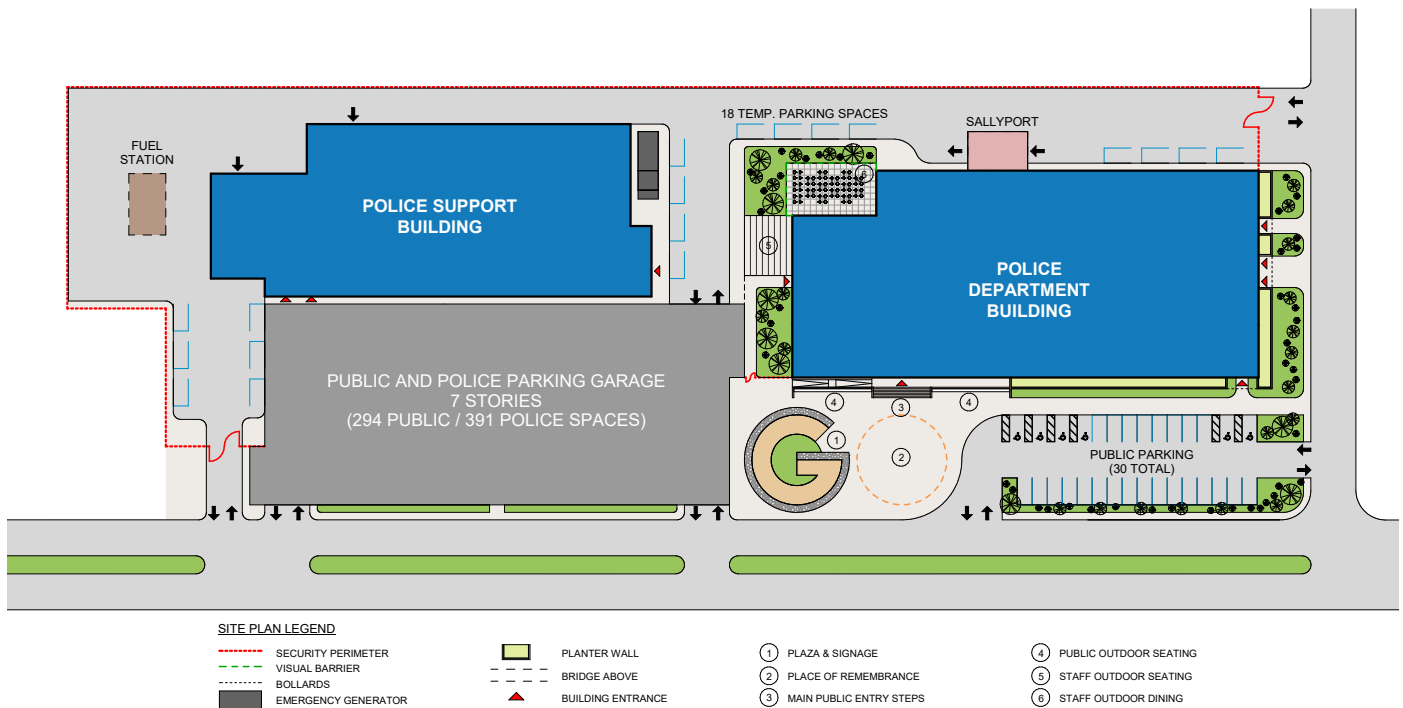 18 TEMP. PARKING SPACES
SALLYPORT
FUEL
STATION
6
POLICE SUPPORT
BUILDING
5
POLICE
DEPARTMENT
BUILDING
PUBLIC AND POLICE PARKING GARAGE
7 STORIES
(294 PUBLIC / 391 POLICE SPACES)
4
3
4
1
2
PUBLIC PARKING
(30 TOTAL)
SITE PLAN LEGEND
SECURITY PERIMETER
VISUAL BARRIER
BOLLARDS
EMERGENCY GENERATOR
PLANTER WALL
BRIDGE ABOVE
BUILDING ENTRANCE
1 PLAZA & SIGNAGE
2 PLACE OF REMEMBRANCE
3 MAIN PUBLIC ENTRY STEPS
4 PUBLIC OUTDOOR SEATING
5 STAFF OUTDOOR SEATING
6 STAFF OUTDOOR DINING